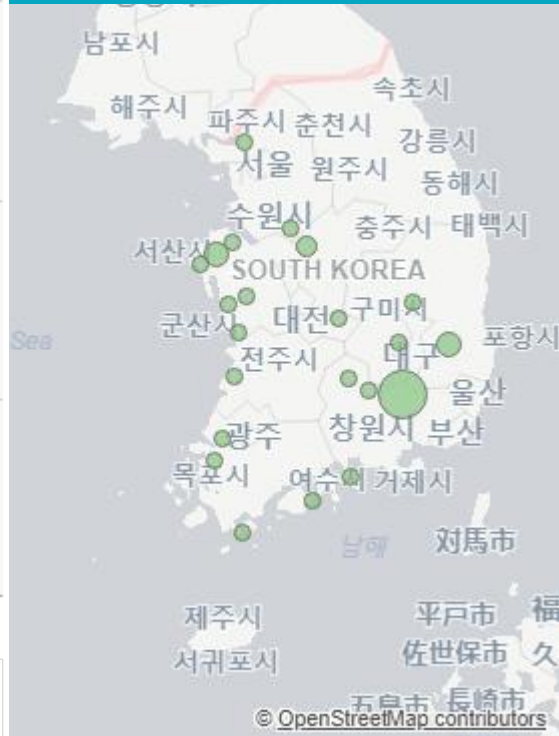 남포시
속초시
해주시
파주시 춘천시
강릉시
서울 원주시
동해시
수원시
충주시 태백시
서산시
SOUTH KOREA
구미시
대전
군산시
포항시
Sea
대구
전주시
울산
창원시 부산
광주
목포시
여수시 거제시
남해
対馬市
제주시
平戸市
福
서귀포시
佐世保市 久
五島市 長崎市
© OpenStreetMap contributors